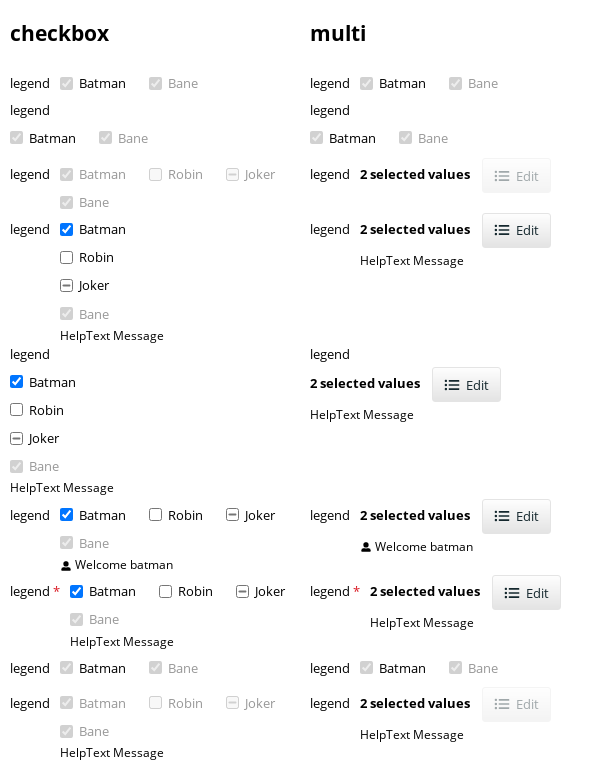 checkbox
legend Batman Bane
legend
Batman Bane
legend Batman Robin Joker
Bane
legend Batman
Robin
Joker
Bane
HelpText Message
legend
Batman
Robin
Joker
Bane
HelpText Message
legend Batman Robin Joker
Bane
Welcome batman
legend * Batman Robin Joker
Bane
HelpText Message
legend Batman Bane
legend Batman Robin Joker
Bane
HelpText Message
multi
legend Batman Bane
legend
Batman Bane
legend 2 selected values Edit
legend 2 selected values Edit
HelpText Message
legend
2 selected values Edit
HelpText Message
legend 2 selected values Edit
Welcome batman
legend * 2 selected values Edit
HelpText Message
legend Batman Bane
legend 2 selected values Edit
HelpText Message